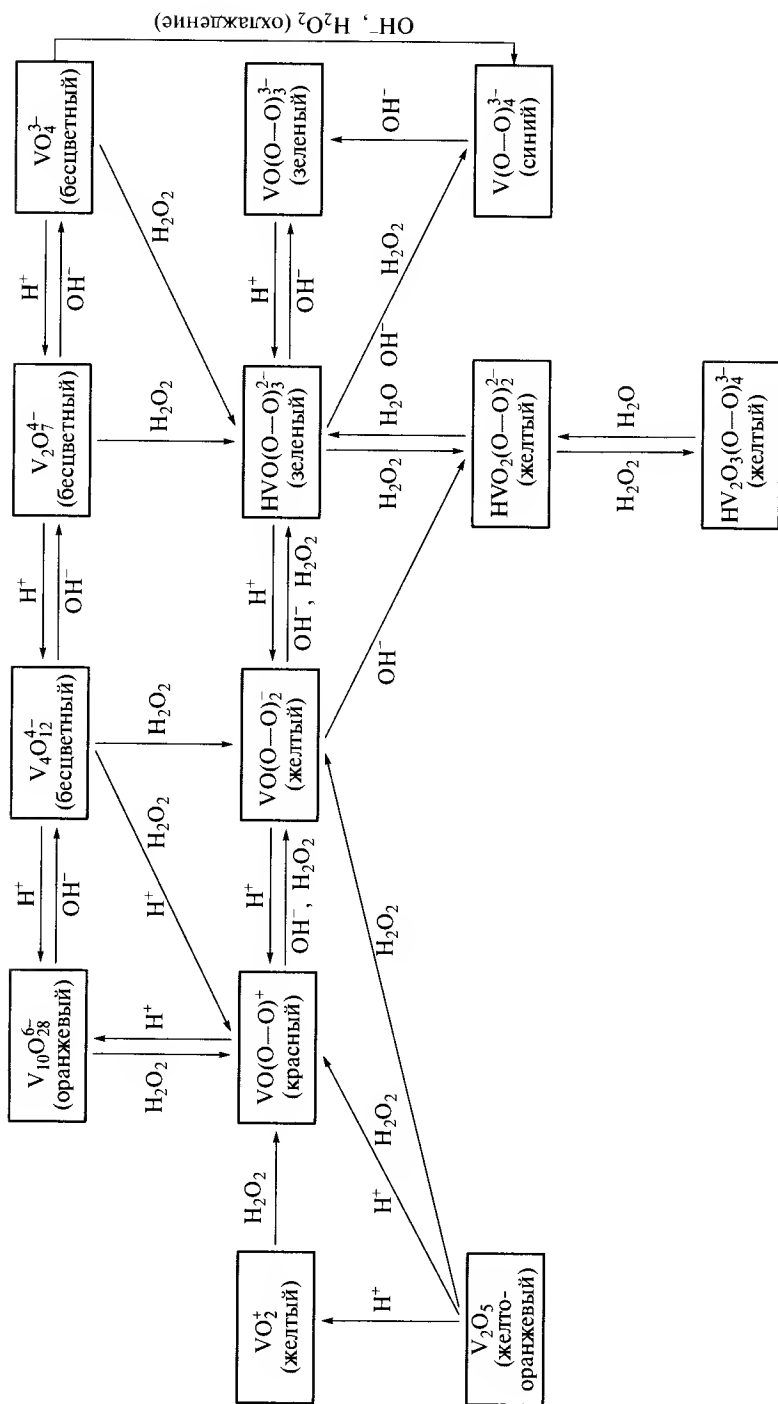 V₁₀O₂₈⁶⁻
(оранжевый)
H⁺
OH⁻
V₄O₁₂⁴⁻
(бесцветный)
H⁺
OH⁻
V₂O₇⁴⁻
(бесцветный)
H⁺
OH⁻
VO₄³⁻
(бесцветный)
OH⁻, H₂O₂ (охлаждение)
H₂O₂
H⁺
H⁺
H₂O₂
H₂O₂
H₂O₂
H₂O₂
VO₂⁺
(желтый)
H₂O₂
VO(O—O)⁺
(красный)
H⁺
OH⁻, H₂O₂
VO(O—O)₂⁻
(желтый)
H⁺
OH⁻, H₂O₂
HVO(O—O)₃²⁻
(зеленый)
H⁺
OH⁻
VO(O—O)₃³⁻
(зеленый)
H⁺
H⁺
H₂O₂
H₂O₂
OH⁻
H₂O₂
H₂O
OH⁻
H₂O₂
OH⁻
V₂O₅
(желто-
оранжевый)
HVO₂(O—O)₂²⁻
(желтый)
V(O—O)₄³⁻
(синий)
H₂O₂
H₂O
HV₂O₃(O—O)₄³⁻
(желтый)